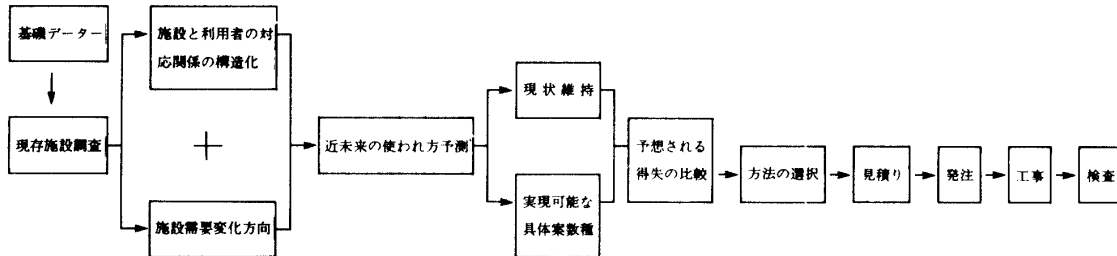 基礎データー
現存施設調査
施設と利用者の対
応関係の構造化
＋
施設需要変化方向
近未来の使われ方予測
現状維持
実現可能な
具体案数種
予想される
得失の比較
方法の選択
見積り
発注
工事
検査